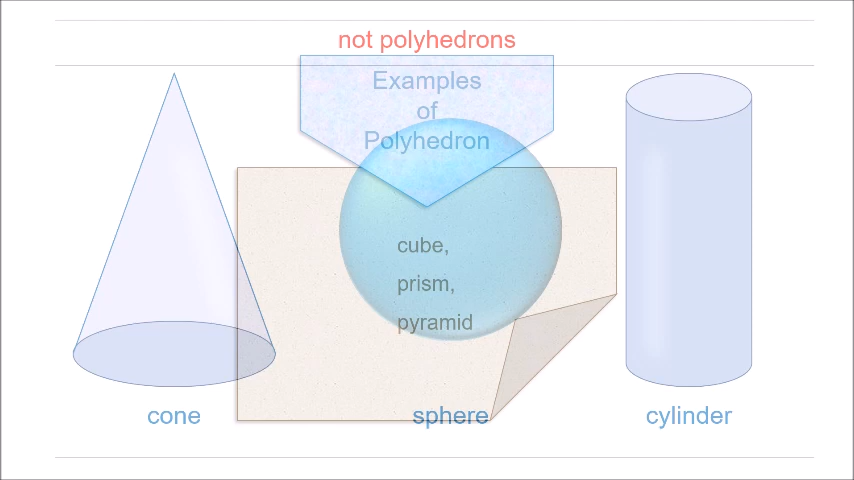 not polyhedrons
Examples
of
Polyhedron
cube,
prism,
pyramid
cone
sphere
cylinder